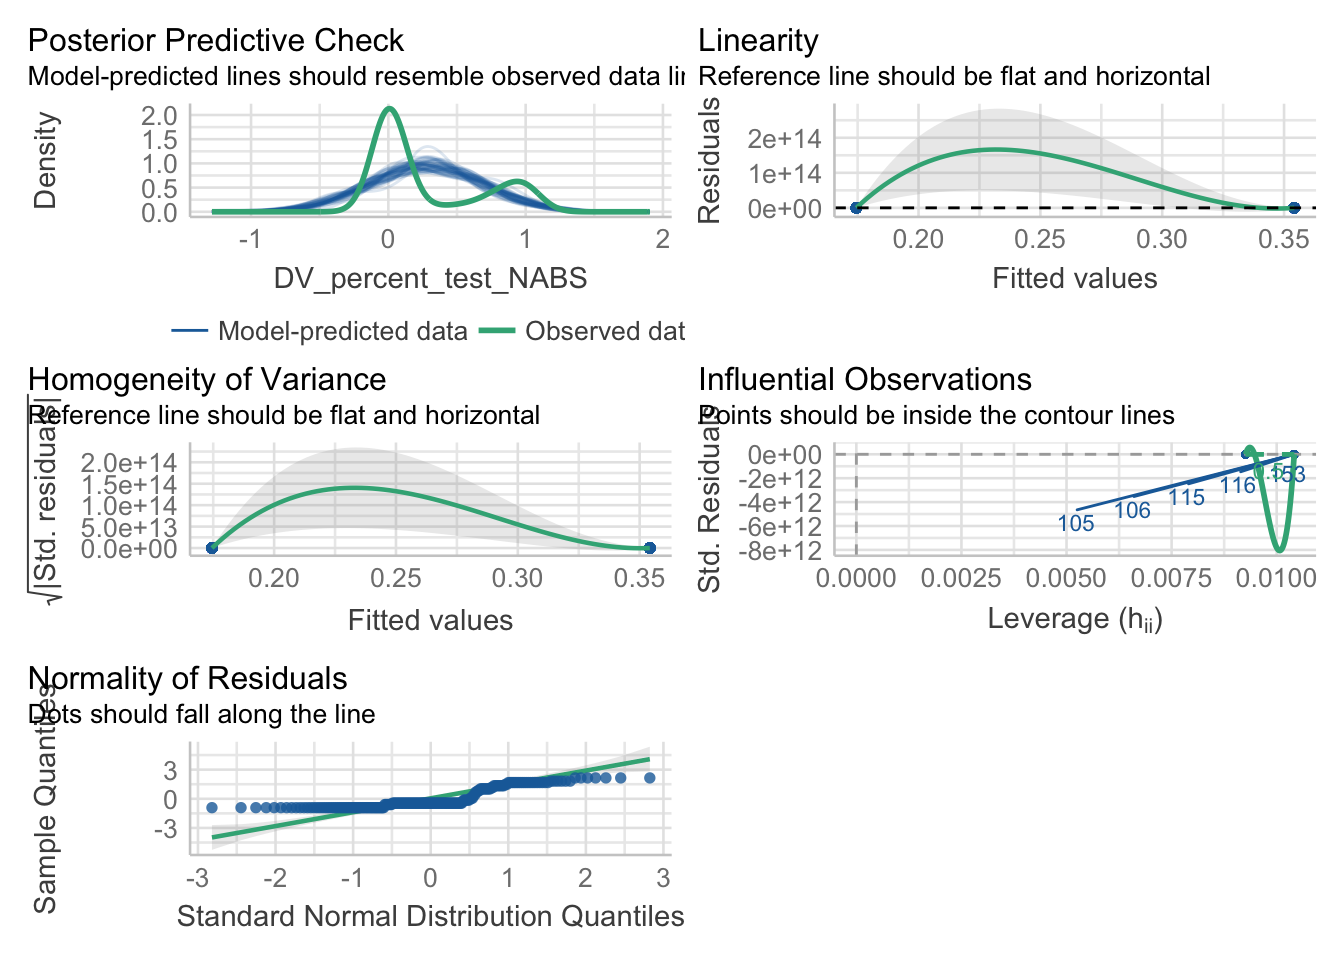 Posterior Predictive Check
Model-predicted lines should resemble observed data lin
Density
2.0
1.5
1.0
0.5
0.0
-1 0 1 2
DV_percent_test_NABS
Model-predicted data Observed dat
Linearity
Reference line should be flat and horizontal
Residuals
2e+14
1e+14
0e+00
0.20 0.25 0.30 0.35
Fitted values
Homogeneity of Variance
Reference line should be flat and horizontal
√|Std. residuals|
2.0e+14
1.5e+14
1.0e+14
5.0e+13
0.0e+00
0.20 0.25 0.30 0.35
Fitted values
Influential Observations
Points should be inside the contour lines
Std. Residuals
0e+00
-2e+12
-4e+12
-6e+12
-8e+12
105 106 115 116 153
0.0000 0.0025 0.0050 0.0075 0.0100
Leverage (hii)
Normality of Residuals
Dots should fall along the line
Sample Quantiles
3
0
-3
-3 -2 -1 0 1 2 3
Standard Normal Distribution Quantiles